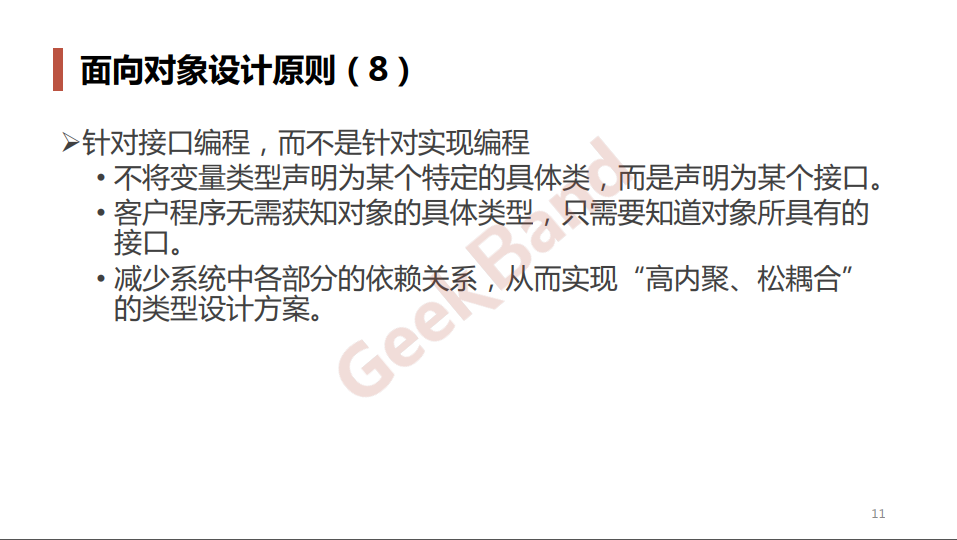 面向对象设计原则（8）
➢针对接口编程，而不是针对实现编程
• 不将变量类型声明为某个特定的具体类，而是声明为某个接口。
• 客户程序无需获知对象的具体类型，只需要知道对象所具有的
接口。
• 减少系统中各部分的依赖关系，从而实现“高内聚、松耦合”
的类型设计方案。
GeekBand
11